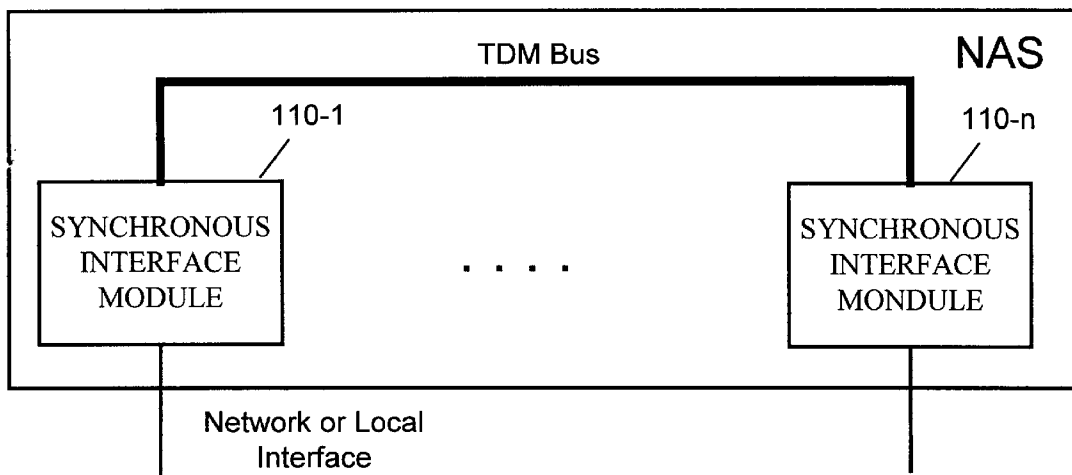 TDM Bus
NAS
110-1
110-n
SYNCHRONOUS
INTERFACE
MODULE
. . . .
SYNCHRONOUS
INTERFACE
MONDULE
Network or Local
Interface